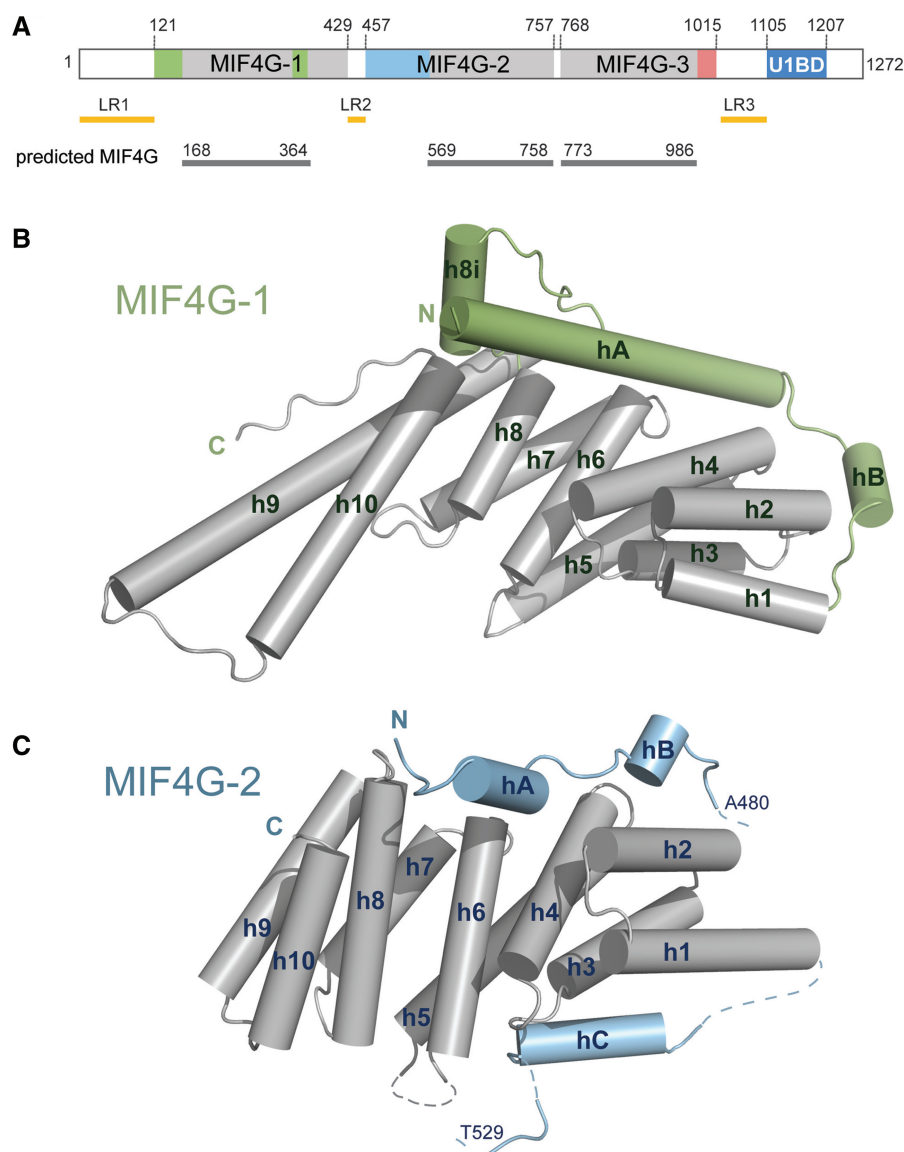 A
121 429 457 757 768 1015 1105 1207
1 MIF4G-1 MIF4G-2 MIF4G-3 U1BD 1272
LR1 LR2 LR3
predicted MIF4G 168 364 569 758 773 986
B
MIF4G-1
h8i
N
hA
C
h8
h7 h6
h4
hB
h9 h10
h2
h5 h3
h1
C
MIF4G-2
N
hA hB
A480
C
h7
h2
h8
h9 h6 h4
h10 h3 h1
h5
hC
T529